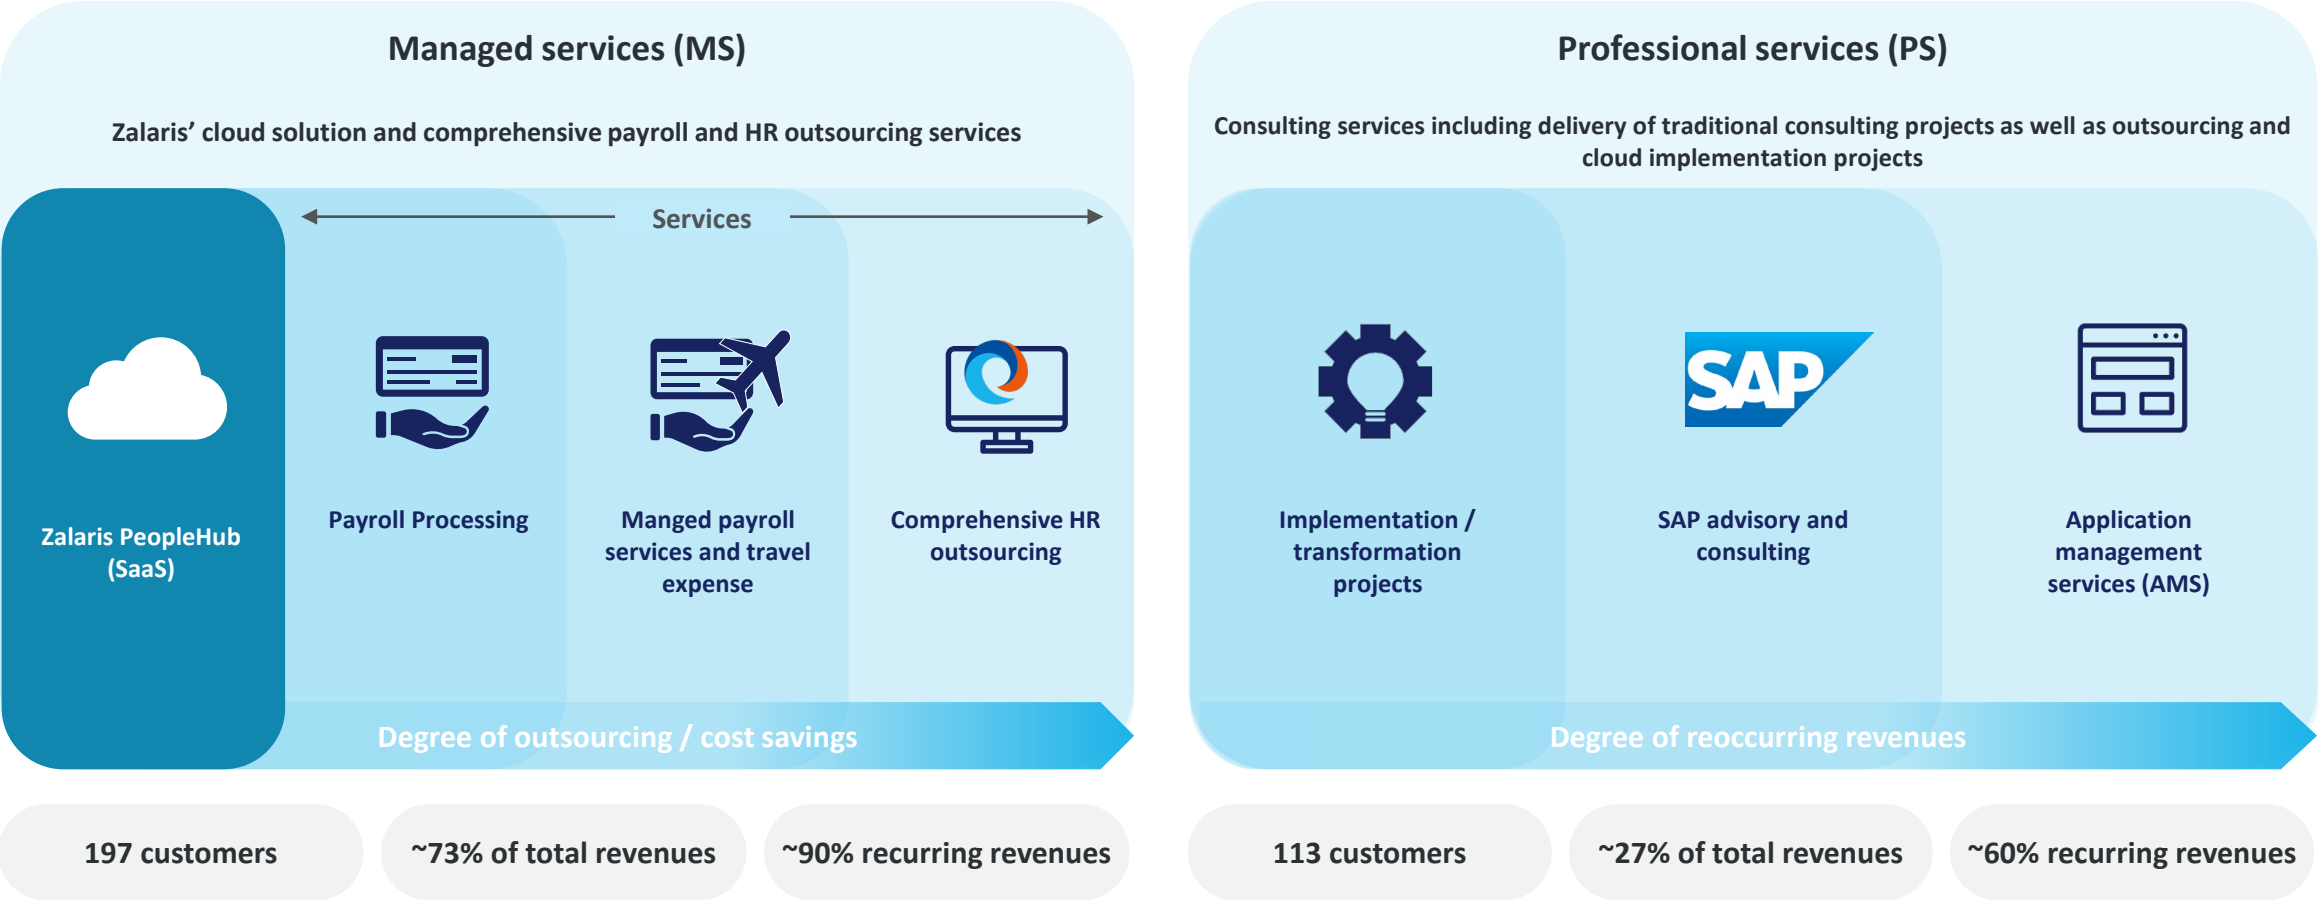 Managed services (MS)
Zalaris’ cloud solution and comprehensive payroll and HR outsourcing services
Services
Zalaris PeopleHub
(SaaS)
Payroll Processing
Manged payroll
services and travel
expense
Comprehensive HR
outsourcing
Degree of outsourcing / cost savings
197 customers
~73% of total revenues
~90% recurring revenues
Professional services (PS)
Consulting services including delivery of traditional consulting projects as well as outsourcing and
cloud implementation projects
Implementation /
transformation
projects
SAP
SAP advisory and
consulting
Application
management
services (AMS)
Degree of reoccurring revenues
113 customers
~27% of total revenues
~60% recurring revenues